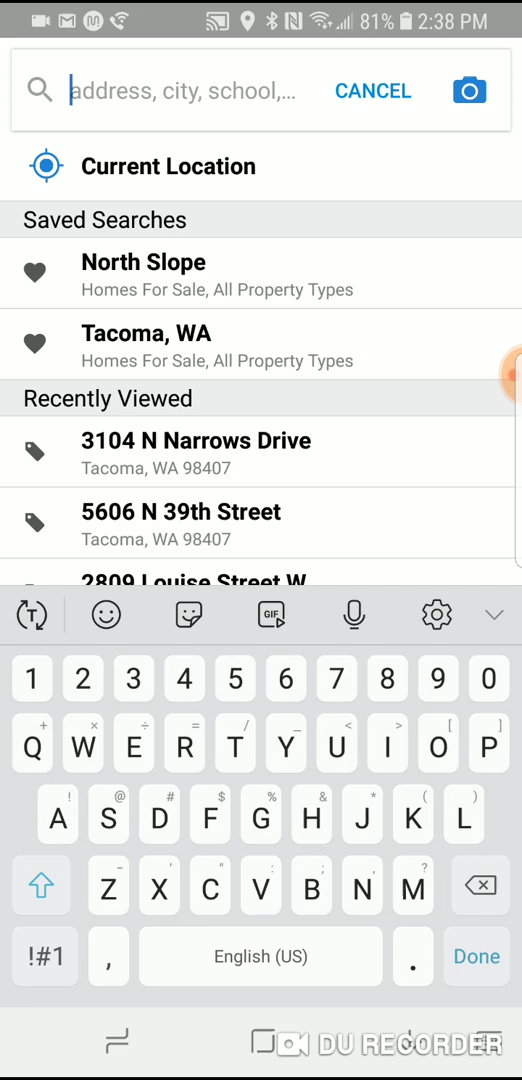 81% 2:38 PM
address, city, school,... CANCEL
Current Location
Saved Searches
North Slope
Homes For Sale, All Property Types
Tacoma, WA
Homes For Sale, All Property Types
Recently Viewed
3104 N Narrows Drive
Tacoma, WA 98407
5606 N 39th Street
Tacoma, WA 98407
2809 Louise Street W
T GIF
1 2 3 4 5 6 7 8 9 0
+ × ÷ = / _ < > [ ]
Q W E R T Y U I O P
! @ # $ % & * ( )
A S D F G H J K L
- ' " : ; , ?
Z X C V B N M
!#1 , English (US) . Done
DU RECORDER